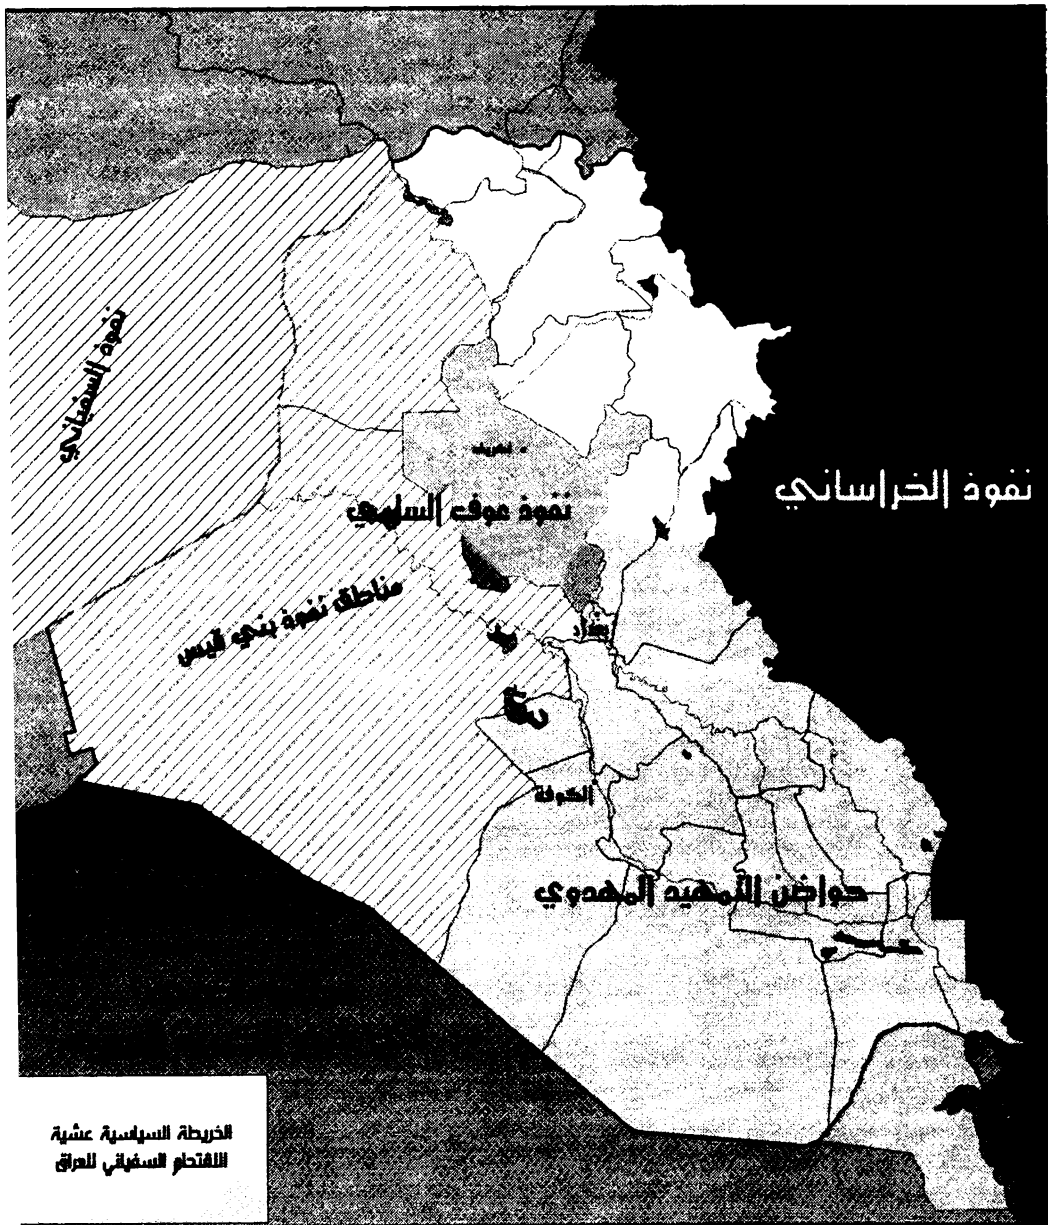 نفوذ السفياني
تكريت
نفوذ الخراساني
نفوذ عوف السلمي
مناطق نفوذ بني قيس
بغداد
الكوفة
حواضن التمهيد المهدوي
الخريطة السياسية عشية
الاقتحام السفياني للعراق